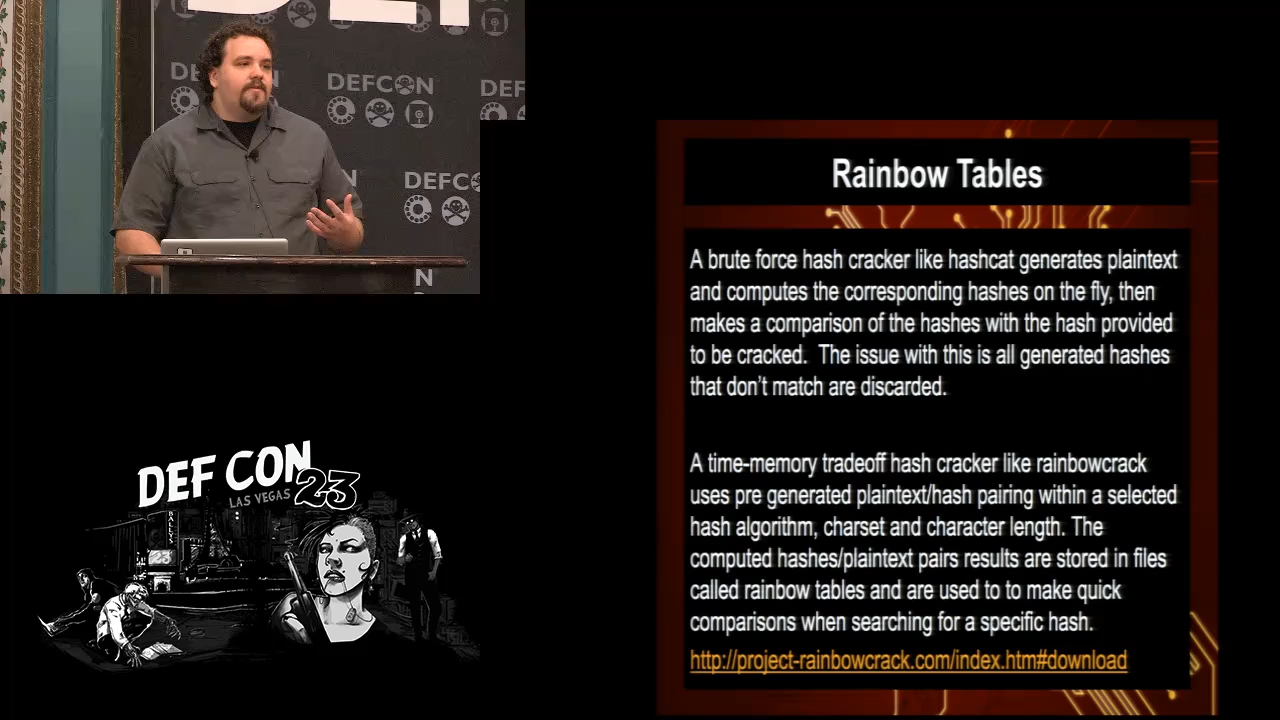 DEFCON
DEFCON
DEFC
Rainbow Tables
A brute force hash cracker like hashcat generates plaintext
and computes the corresponding hashes on the fly, then
makes a comparison of the hashes with the hash provided
to be cracked. The issue with this is all generated hashes
that don't match are discarded.
A time-memory tradeoff hash cracker like rainbowcrack
uses pre generated plaintext/hash pairing within a selected
hash algorithm, charset and character length. The
computed hashes/plaintext pairs results are stored in files
called rainbow tables and are used to to make quick
comparisons when searching for a specific hash.
http://project-rainbowcrack.com/index.htm#download
DEF CON
LAS VEGAS 23
BALLY'S